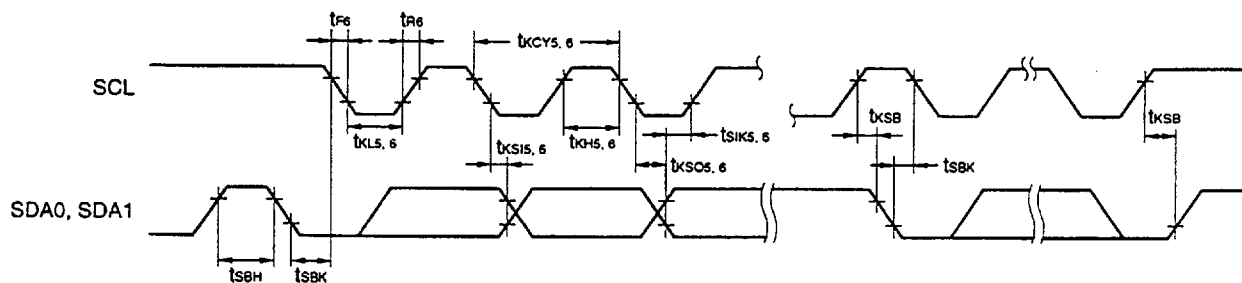 tF6 tR6 tKCY5, 6
SCL
tKL5, 6 tKSI5, 6 tKH5, 6 tKSO5, 6 tSIK5, 6 tKSB tSBK tKSB
SDA0, SDA1
tSBH tSBK